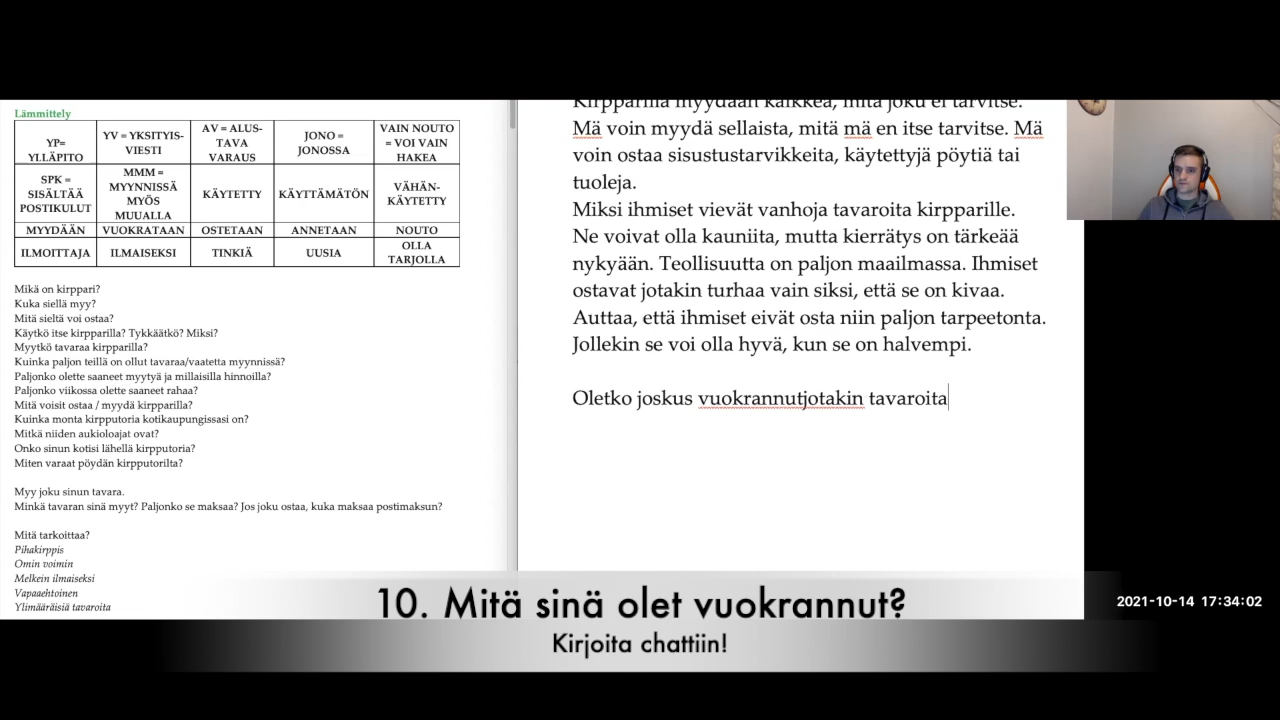 Lämmittely
YP=
YLLÄPITO
YV = YKSITYIS-
VIESTI
AV = ALUS-
TAVA
VARAUS
JONO =
JONOSSA
VAIN NOUTO
= VOI VAIN
HAKEA
SPK =
SISÄLTÄÄ
POSTIKULUT
MMM =
MYYNNISSÄ
MYÖS
MUUALLA
KÄYTETTY
KÄYTTÄMÄTÖN
VÄHÄN-
KÄYTETTY
MYYDÄÄN
VUOKRATAAN
OSTETAAN
ANNETAAN
NOUTO
ILMOITTAJA
ILMAISEKSI
TINKIÄ
UUSIA
OLLA
TARJOLLA
Mikä on kirppari?
Kuka siellä myy?
Mitä sieltä voi ostaa?
Käytkö itse kirpparilla? Tykkäätkö? Miksi?
Myytkö tavaraa kirpparilla?
Kuinka paljon teillä on ollut tavaraa/vaatetta myynnissä?
Paljonko olette saaneet myytyä ja millaisilla hinnoilla?
Paljonko viikossa olette saaneet rahaa?
Mitä voisit ostaa / myydä kirpparilla?
Kuinka monta kirpputoria kotikaupungissasi on?
Mitkä niiden aukioloajat ovat?
Onko sinun kotisi lähellä kirpputoria?
Miten varaat pöydän kirpputorilta?
Myy joku sinun tavara.
Minkä tavaran sinä myyt? Paljonko se maksaa? Jos joku ostaa, kuka maksaa postimaksun?
Mitä tarkoittaa?
Pihakirppis
Omin voimin
Melkein ilmaiseksi
Vapaaehtoinen
Ylimääräisiä tavaroita
Kirpparilla myydään kaikkea, mitä joku ei tarvitse.
Mä voin myydä sellaista, mitä mä en itse tarvitse. Mä
voin ostaa sisustustarvikkeita, käytettyjä pöytiä tai
tuoleja.
Miksi ihmiset vievät vanhoja tavaroita kirpparille.
Ne voivat olla kauniita, mutta kierrätys on tärkeää
nykyään. Teollisuutta on paljon maailmassa. Ihmiset
ostavat jotakin turhaa vain siksi, että se on kivaa.
Auttaa, että ihmiset eivät osta niin paljon tarpeetonta.
Jollekin se voi olla hyvä, kun se on halvempi.
Oletko joskus vuokrannutjotakin tavaroita
10. Mitä sinä olet vuokrannut?
Kirjoita chattiin!
2021-10-14 17:34:02